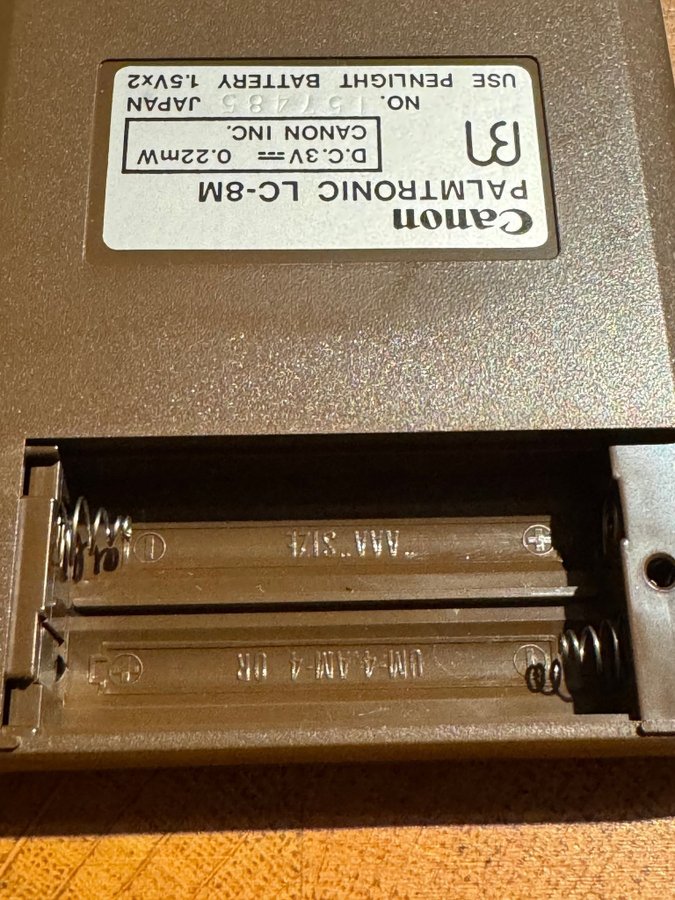 UM-4.AM-4 OR
"AAA" SIZE
Canon
PALMTRONIC LC-8M
D.C.3V 0.22mW
CANON INC.
NO. JAPAN
USE PENLIGHT BATTERY 1.5V×2